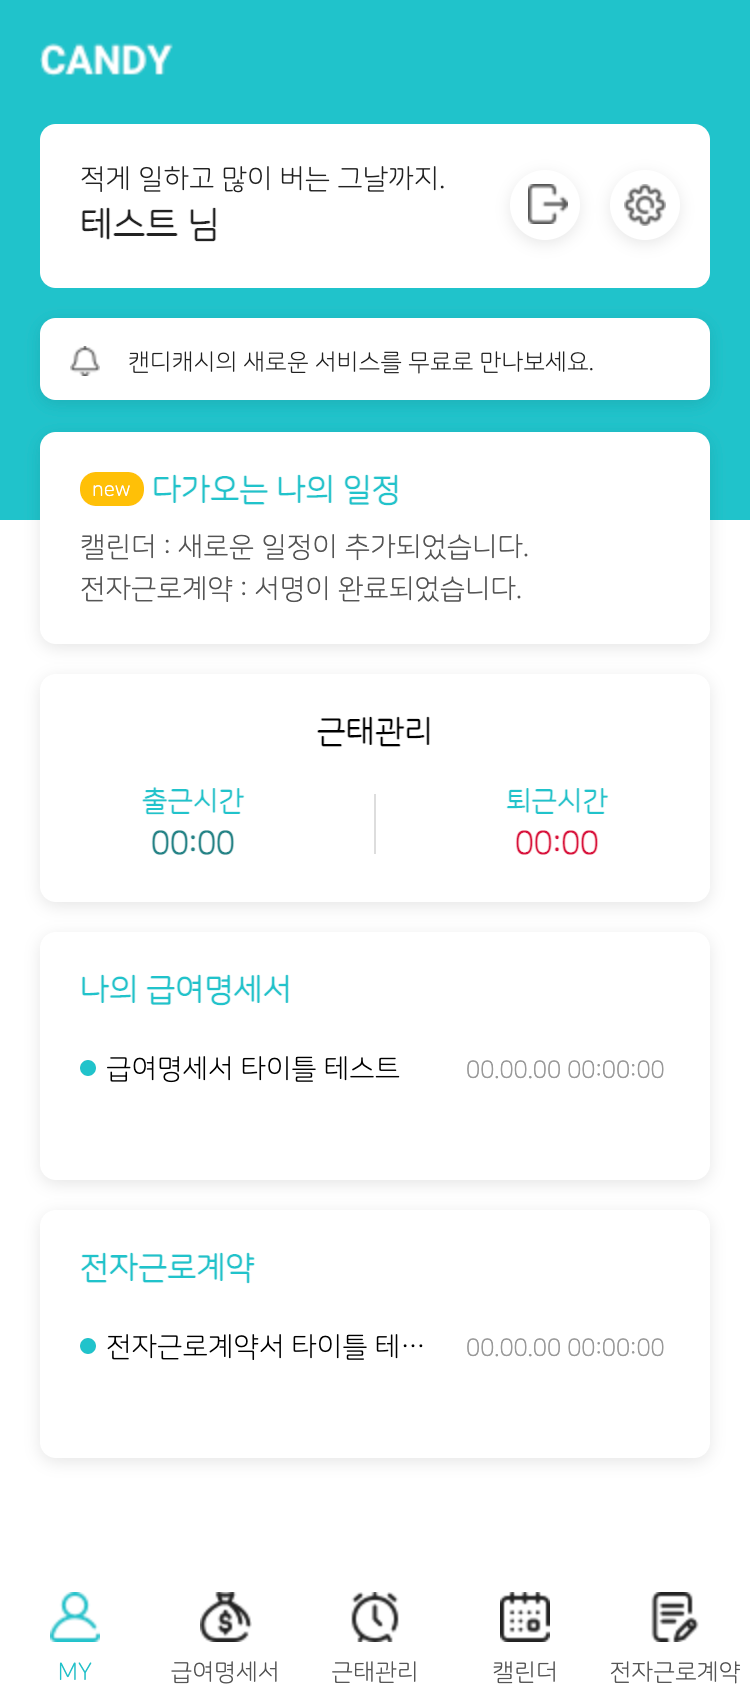 CANDY
적게 일하고 많이 버는 그날까지.
테스트 님
캔디캐시의 새로운 서비스를 무료로 만나보세요.
new 다가오는 나의 일정
캘린더 : 새로운 일정이 추가되었습니다.
전자근로계약 : 서명이 완료되었습니다.
근태관리
출근시간 퇴근시간
00:00 00:00
나의 급여명세서
급여명세서 타이틀 테스트 00.00.00 00:00:00
전자근로계약
전자근로계약서 타이틀 테… 00.00.00 00:00:00
MY 급여명세서 근태관리 캘린더 전자근로계약